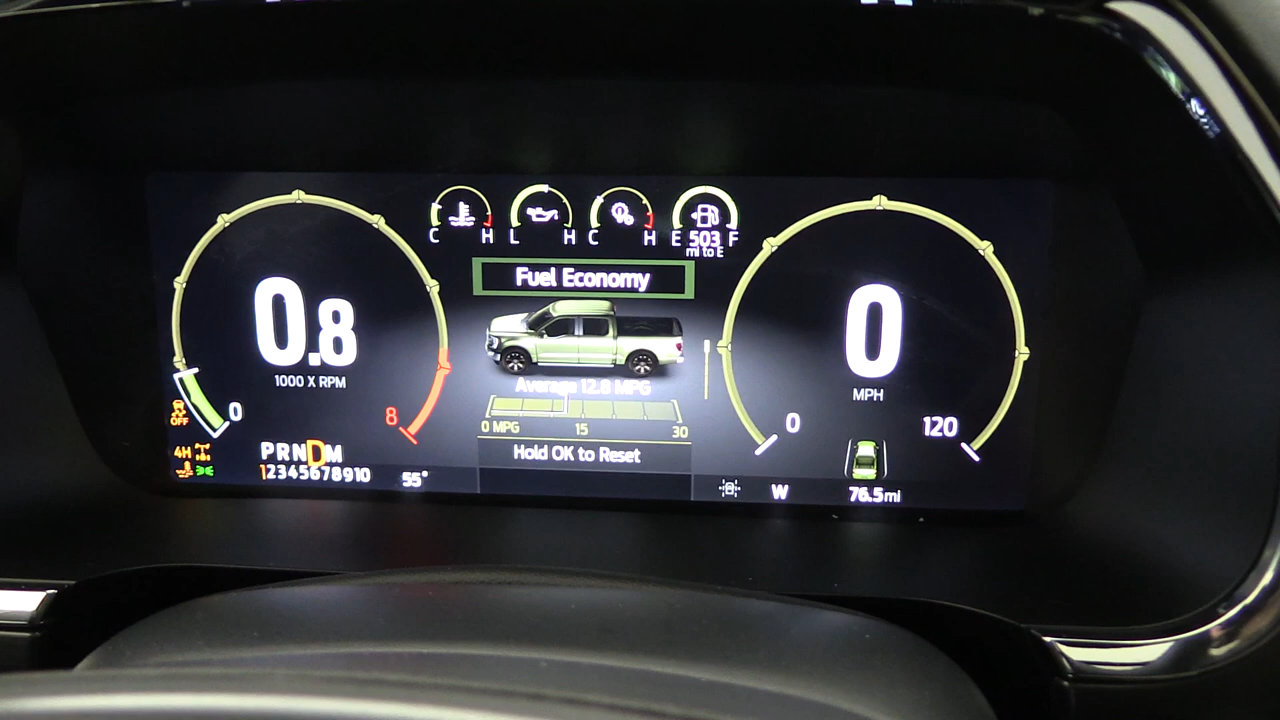 C H L H C H E 503 F
mi to E
Fuel Economy
0.8
1000 X RPM
0
8
0
MPH
0
120
Average 12.8 MPG
0 MPG 15 30
Hold OK to Reset
OFF
4H
PRNDM
12345678910
55°
W
76.5mi